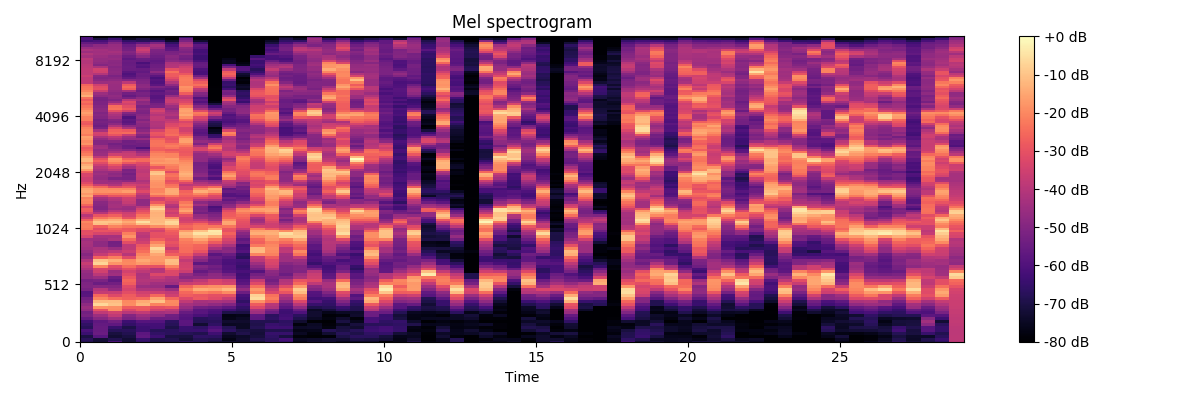 Mel spectrogram
8192
4096
2048
1024
512
0
Hz
0 5 10 15 20 25
Time
+0 dB
-10 dB
-20 dB
-30 dB
-40 dB
-50 dB
-60 dB
-70 dB
-80 dB